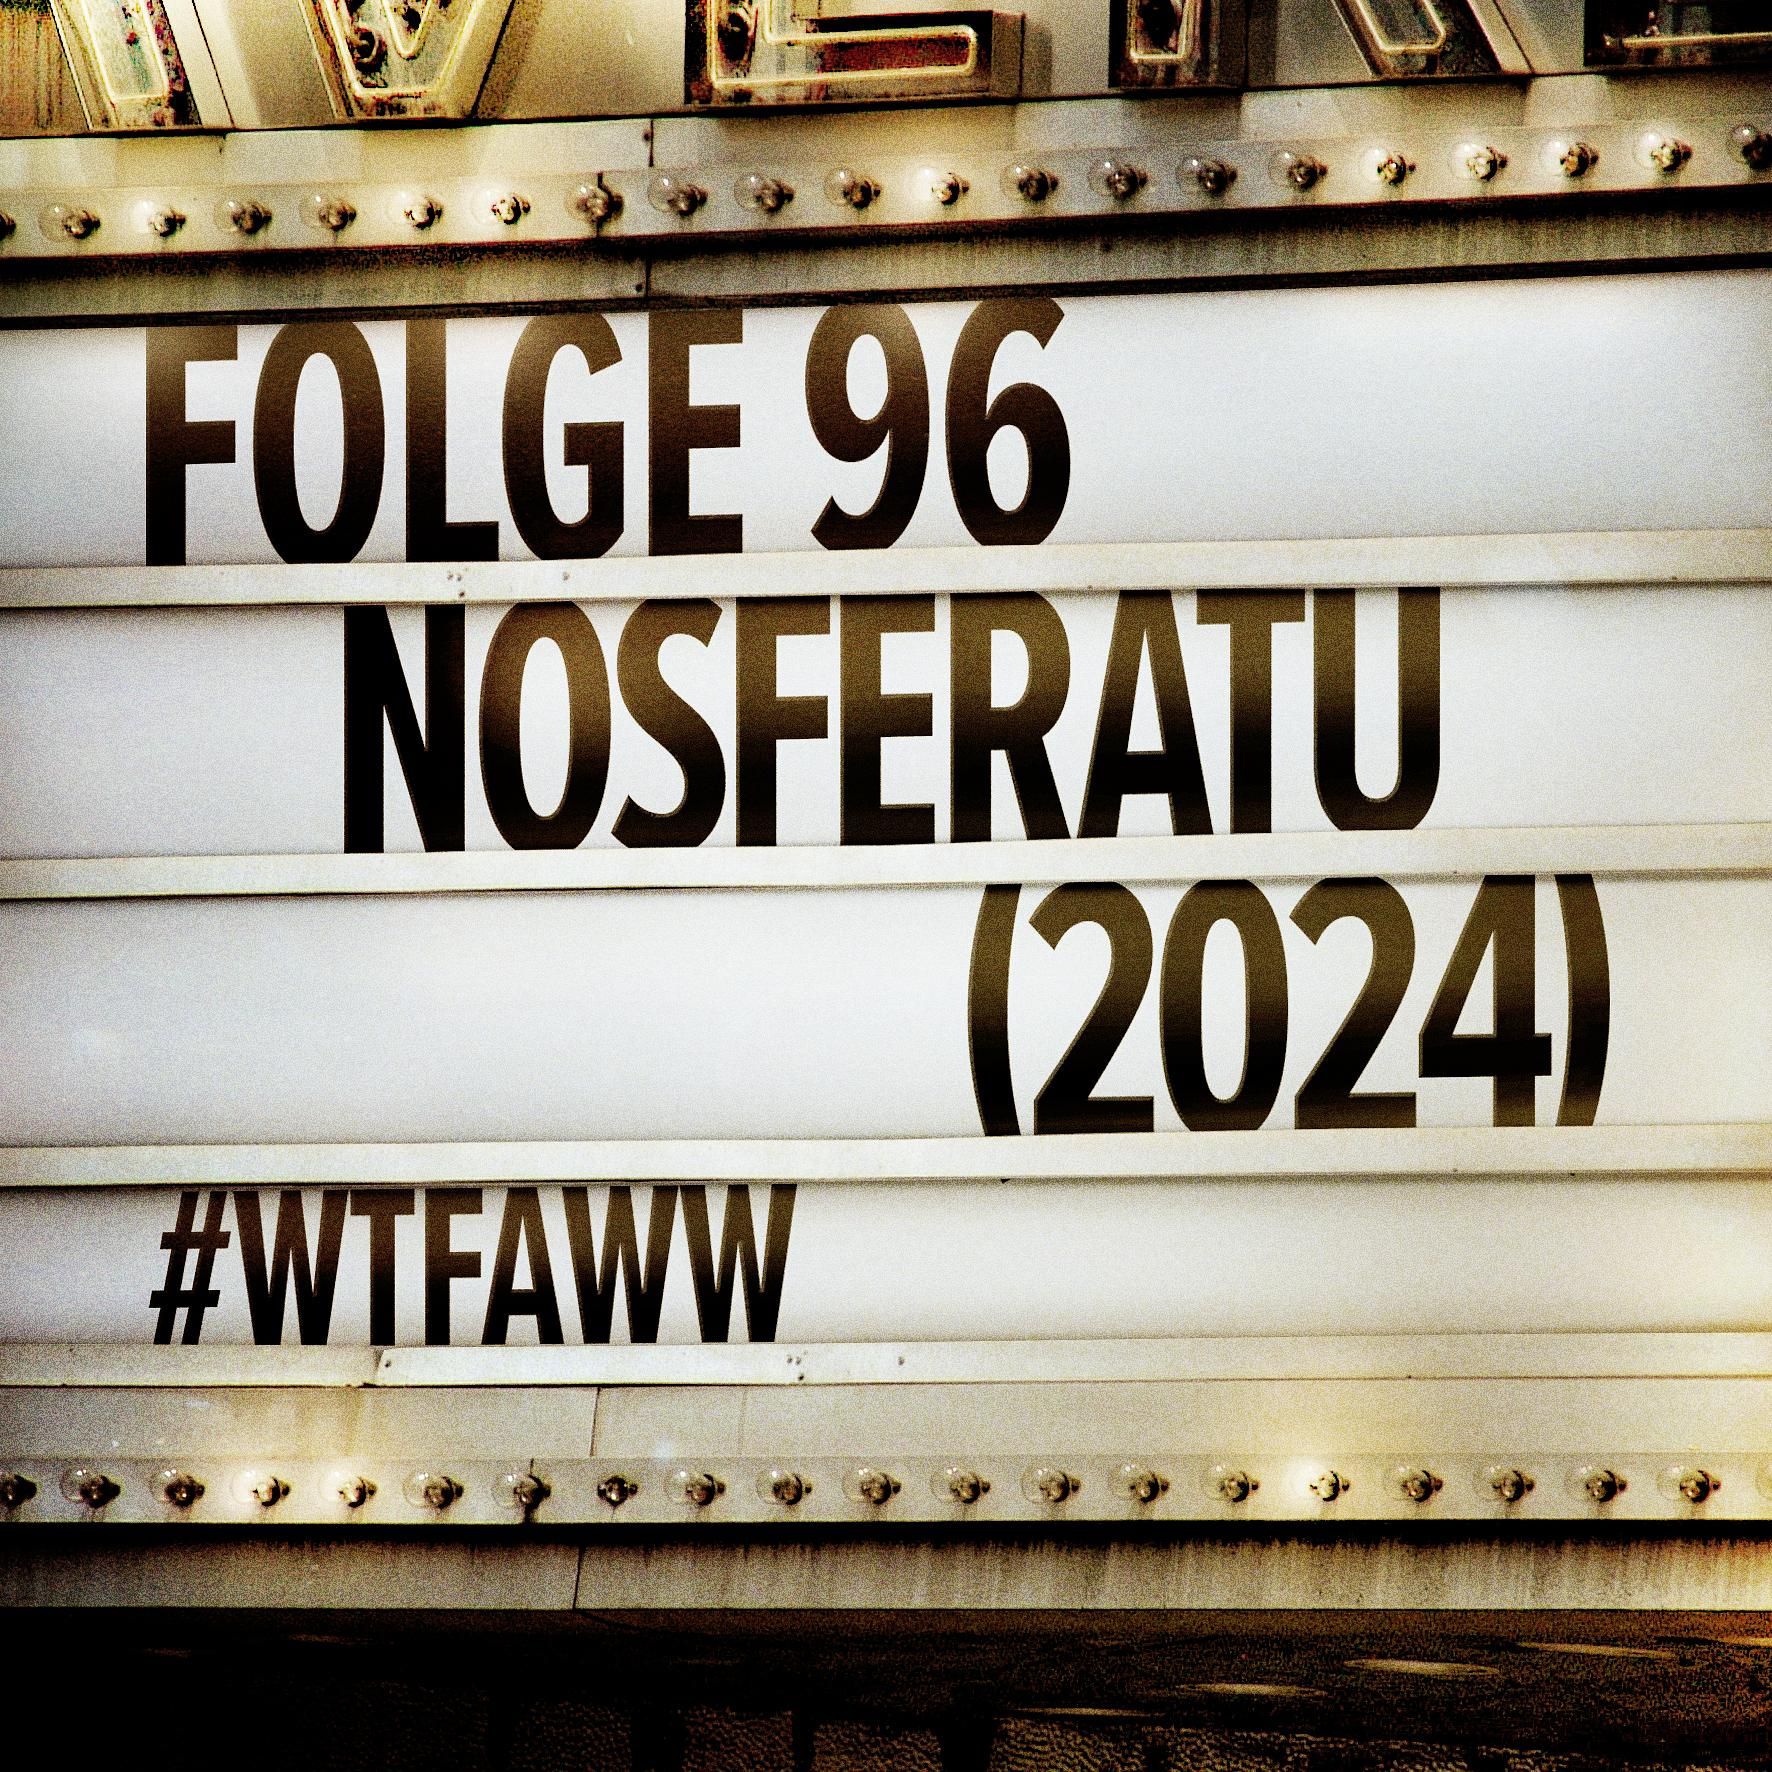 FOLGE 96
NOSFERATU
(2024)
#WTFAWW